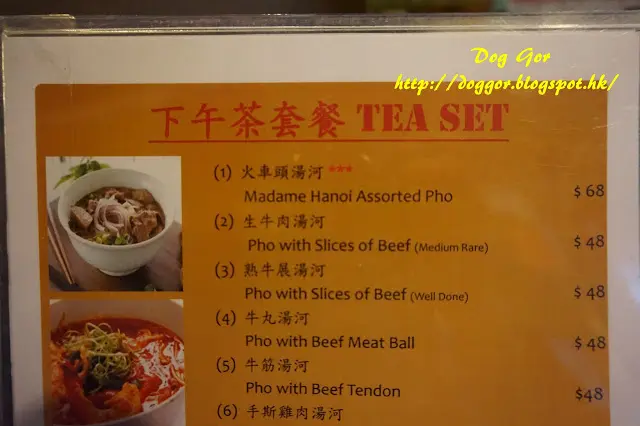 Dog Gor
http://doggor.blogspot.hk/
下午茶套餐 TEA SET
(1) 火車頭湯河 ***
Madame Hanoi Assorted Pho $ 68
(2) 生牛肉湯河
Pho with Slices of Beef (Medium Rare) $ 48
(3) 熟牛展湯河
Pho with Slices of Beef (Well Done) $ 48
(4) 牛丸湯河
Pho with Beef Meat Ball $ 48
(5) 牛筋湯河
Pho with Beef Tendon $48
(6) 手斯雞肉湯河